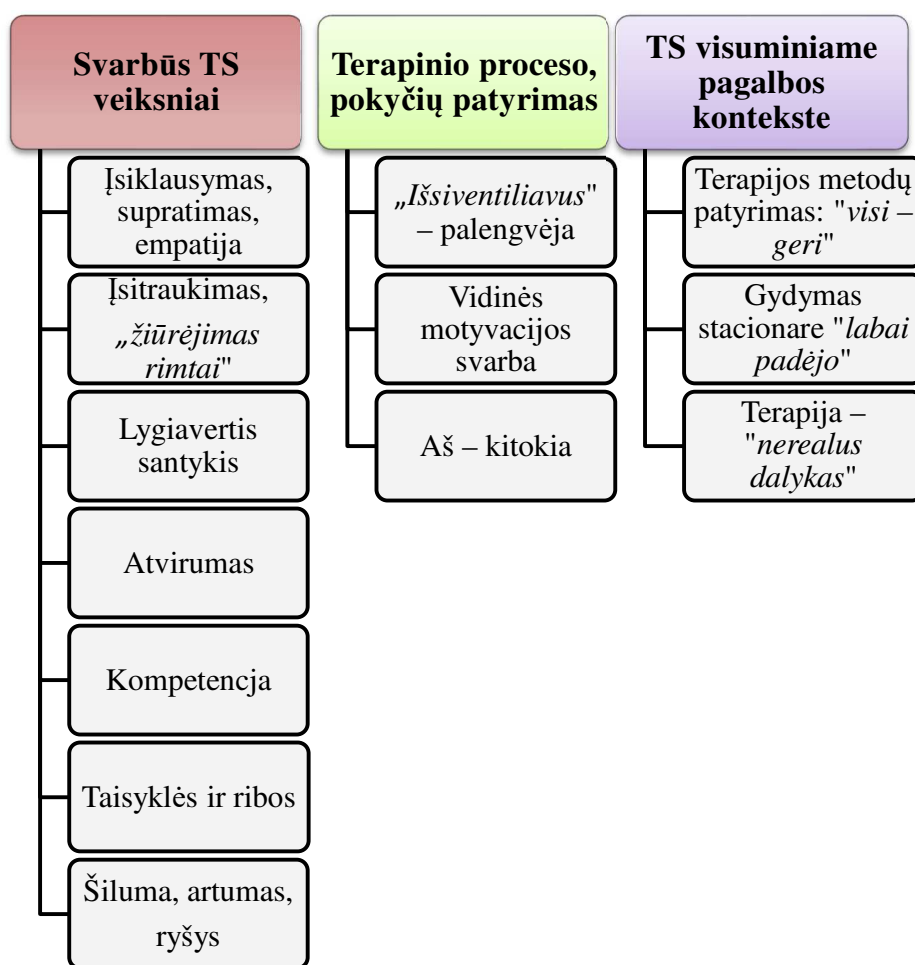 Svarbūs TS
veiksniai
Įsiklausymas,
supratimas,
empatija
Įsitraukimas,
„žiūrėjimas
rimtai"
Lygiavertis
santykis
Atvirumas
Kompetencja
Taisyklės ir ribos
Šiluma, artumas,
ryšys
Terapinio proceso,
pokyčių patyrimas
„Išsiventiliavus"
– palengvėja
Vidinės
motyvacijos
svarba
Aš – kitokia
TS visuminiame
pagalbos
kontekste
Terapijos metodų
patyrimas: "visi –
geri"
Gydymas
stacionare "labai
padėjo"
Terapija –
"nerealus
dalykas"